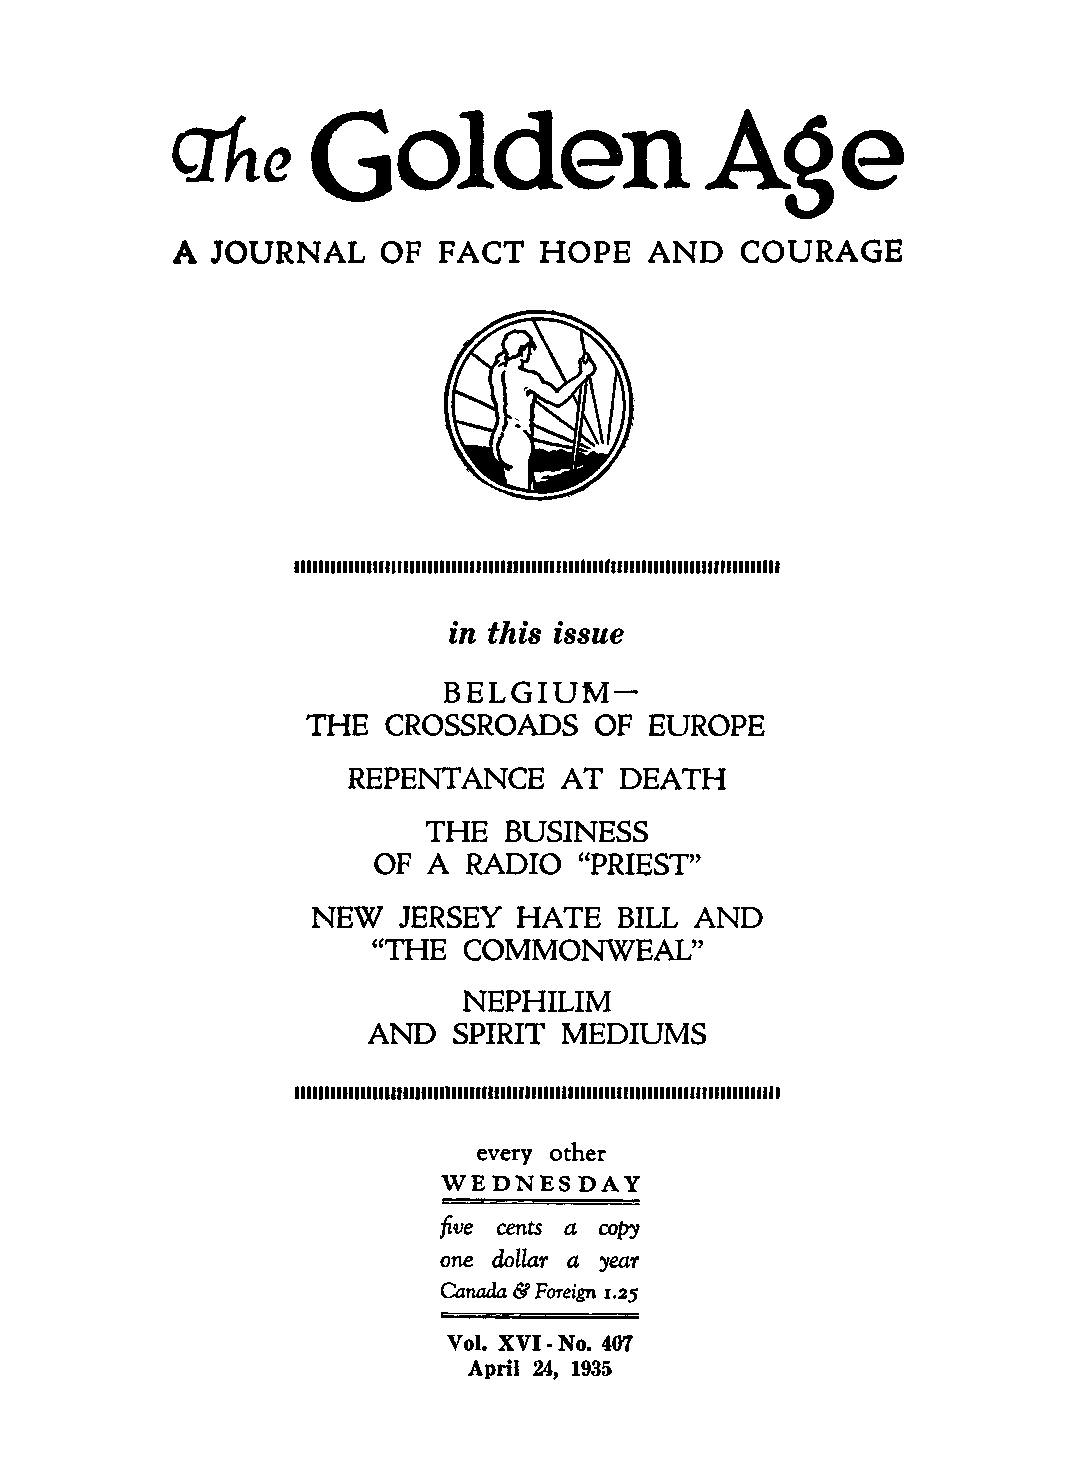 The Golden Age
A JOURNAL OF FACT HOPE AND COURAGE
in this issue
BELGIUM—
THE CROSSROADS OF EUROPE
REPENTANCE AT DEATH
THE BUSINESS
OF A RADIO “PRIEST”
NEW JERSEY HATE BILL AND
“THE COMMONWEAL”
NEPHILIM
AND SPIRIT MEDIUMS
every other
WEDNESDAY
five cents a copy
one dollar a year
Canada & Foreign 1.25
Vol. XVI - No. 407
April 24, 1935